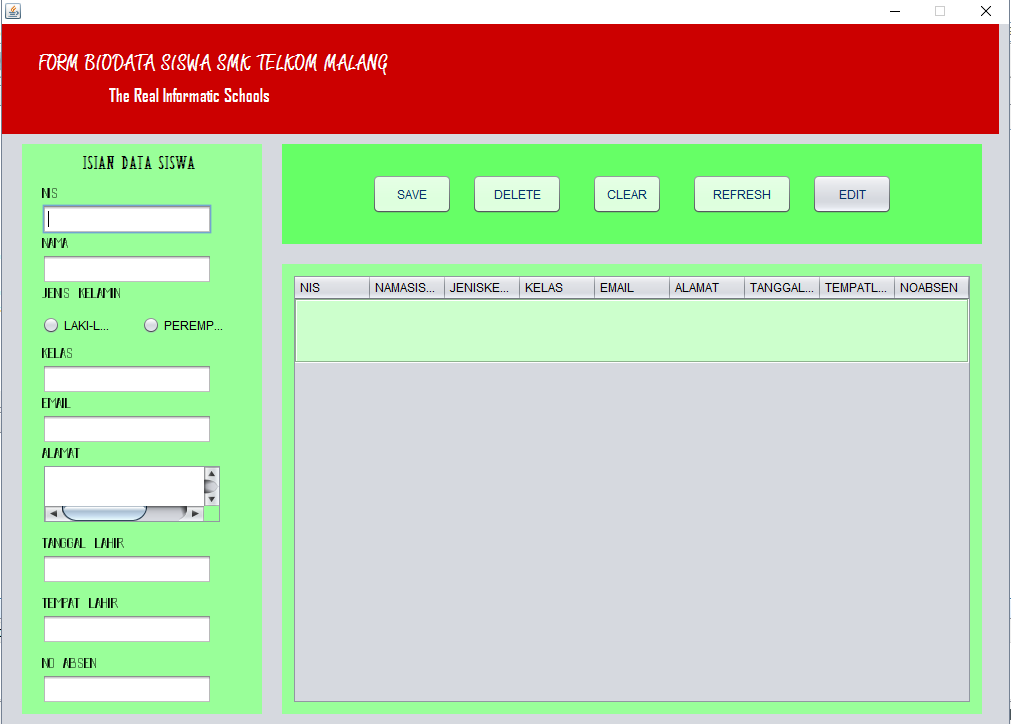 FORM BIODATA SISWA SMK TELKOM MALANG
The Real Informatic Schools
ISIAN DATA SISWA
NIS
NAMA
JENIS KELAMIN
LAKI-L... PEREMP...
KELAS
EMAIL
ALAMAT
TANGGAL LAHIR
TEMPAT LAHIR
NO ABSEN
SAVE DELETE CLEAR REFRESH EDIT
NIS NAMASIS... JENISKE... KELAS EMAIL ALAMAT TANGGAL... TEMPATL... NOABSEN